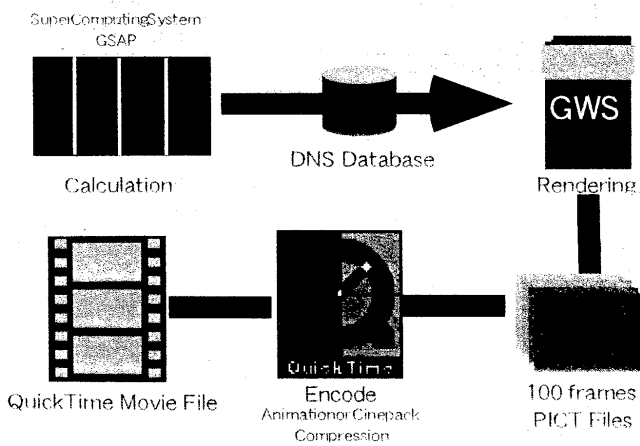 SuperComputingSystem
GSAP
GWS
DNS Database
Calculation
Rendering
QuickTime
QuickTime Movie File
Encode
AnimationorCinepack
Compression
100 frames
PICT Files